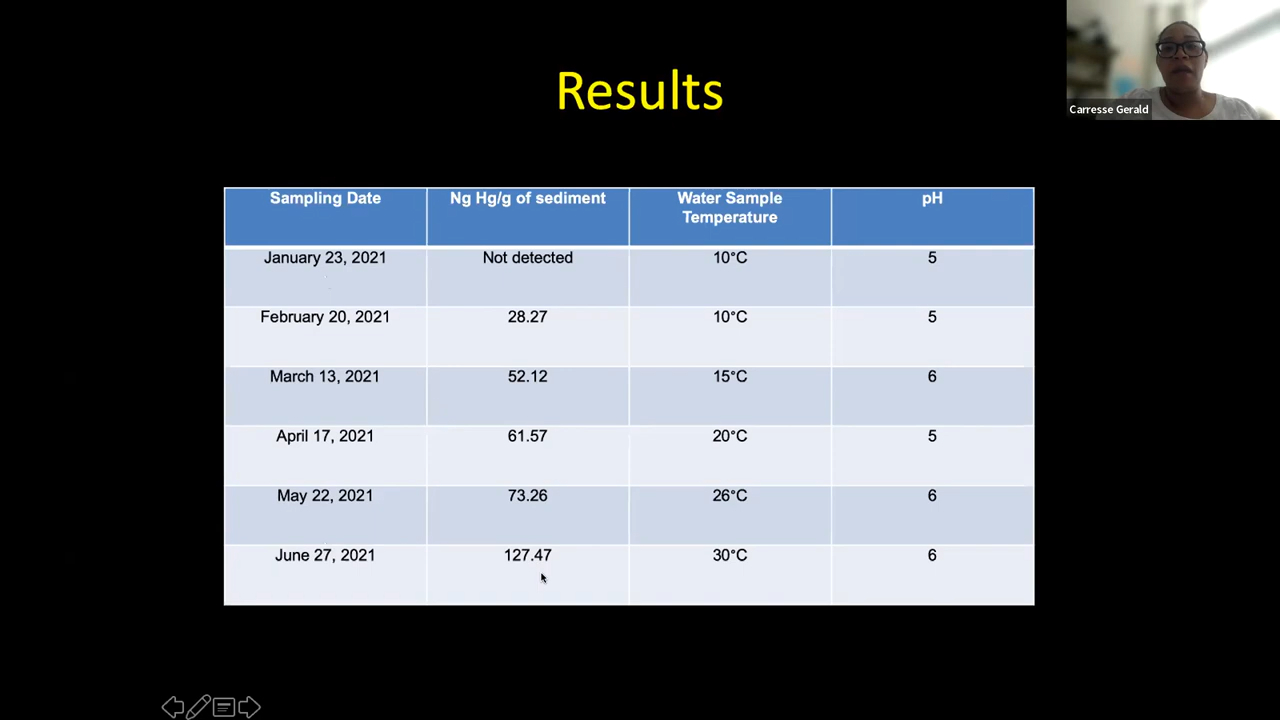 Carresse Gerald
Results
Sampling Date
Ng Hg/g of sediment
Water Sample
Temperature
pH
January 23, 2021
Not detected
10°C
5
February 20, 2021
28.27
10°C
5
March 13, 2021
52.12
15°C
6
April 17, 2021
61.57
20°C
5
May 22, 2021
73.26
26°C
6
June 27, 2021
127.47
30°C
6